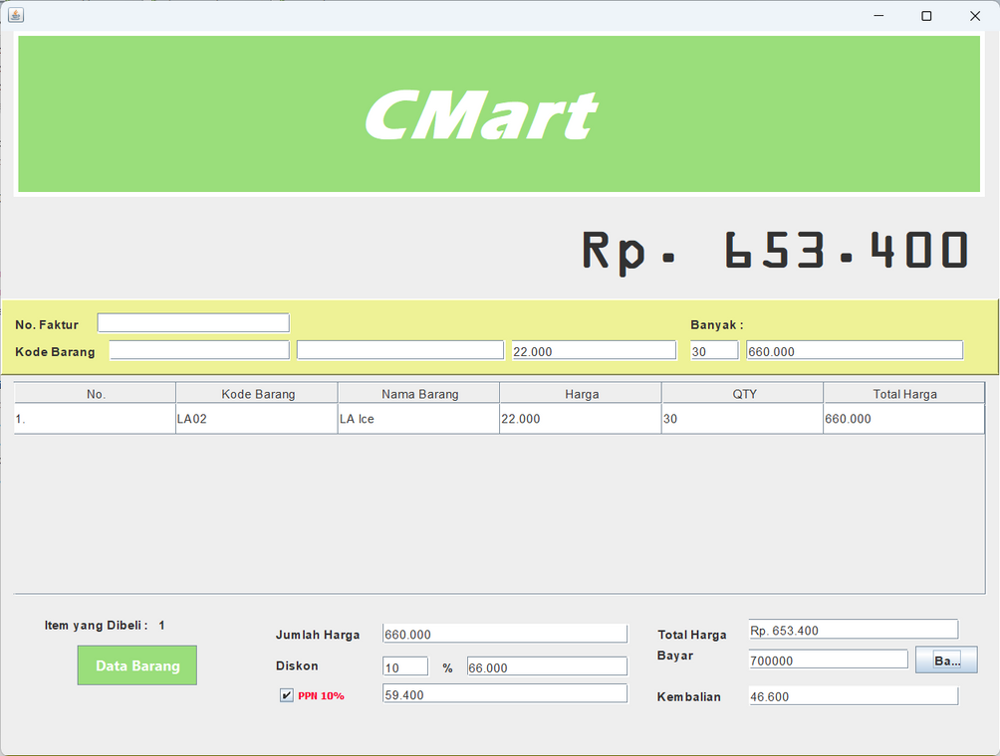 CMart
Rp. 653.400
No. Faktur
Banyak :
Kode Barang 22.000 30 660.000
No. Kode Barang Nama Barang Harga QTY Total Harga
1. LA02 LA Ice 22.000 30 660.000
Item yang Dibeli : 1
Data Barang
Jumlah Harga 660.000
Diskon 10 % 66.000
PPN 10% 59.400
Total Harga Rp. 653.400
Bayar 700000 Ba...
Kembalian 46.600